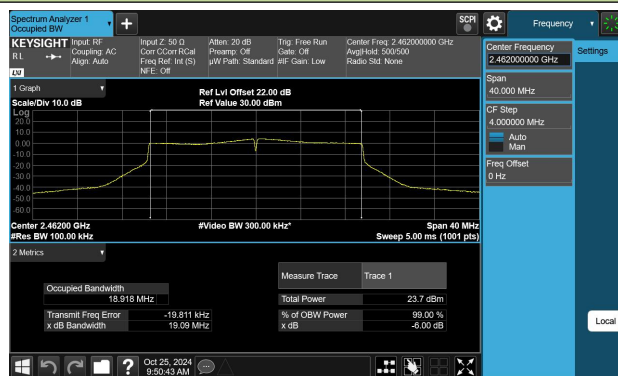 Spectrum Analyzer 1
Occupied BW
+
SCPI
Frequency
KEYSIGHT
Input: RF
Input Z: 50 Ω
Atten: 20 dB
Trig: Free Run
Center Freq: 2.462000000 GHz
RL
Coupling: AC
Corr CCorr RCal
Preamp: Off
Gate: Off
Avg|Hold: 500/500
Align: Auto
Freq Ref: Int (S)
µW Path: Standard
#IF Gain: Low
Radio Std: None
NFE: Off
LXI
1 Graph
Ref Lvl Offset 22.00 dB
Scale/Div 10.0 dB
Ref Value 30.00 dBm
Log
20.0
10.0
0.00
-10.0
-20.0
-30.0
-40.0
-50.0
-60.0
Center 2.46200 GHz
#Video BW 300.00 kHz*
Span 40 MHz
#Res BW 100.00 kHz
Sweep 5.00 ms (1001 pts)
2 Metrics
Measure Trace
Trace 1
Occupied Bandwidth
18.918 MHz
Total Power
23.7 dBm
Transmit Freq Error
-19.811 kHz
% of OBW Power
99.00 %
x dB Bandwidth
19.09 MHz
x dB
-6.00 dB
?
Oct 25, 2024
9:50:43 AM
Center Frequency
2.462000000 GHz
Settings
Span
40.000 MHz
CF Step
4.000000 MHz
Auto
Man
Freq Offset
0 Hz
Local